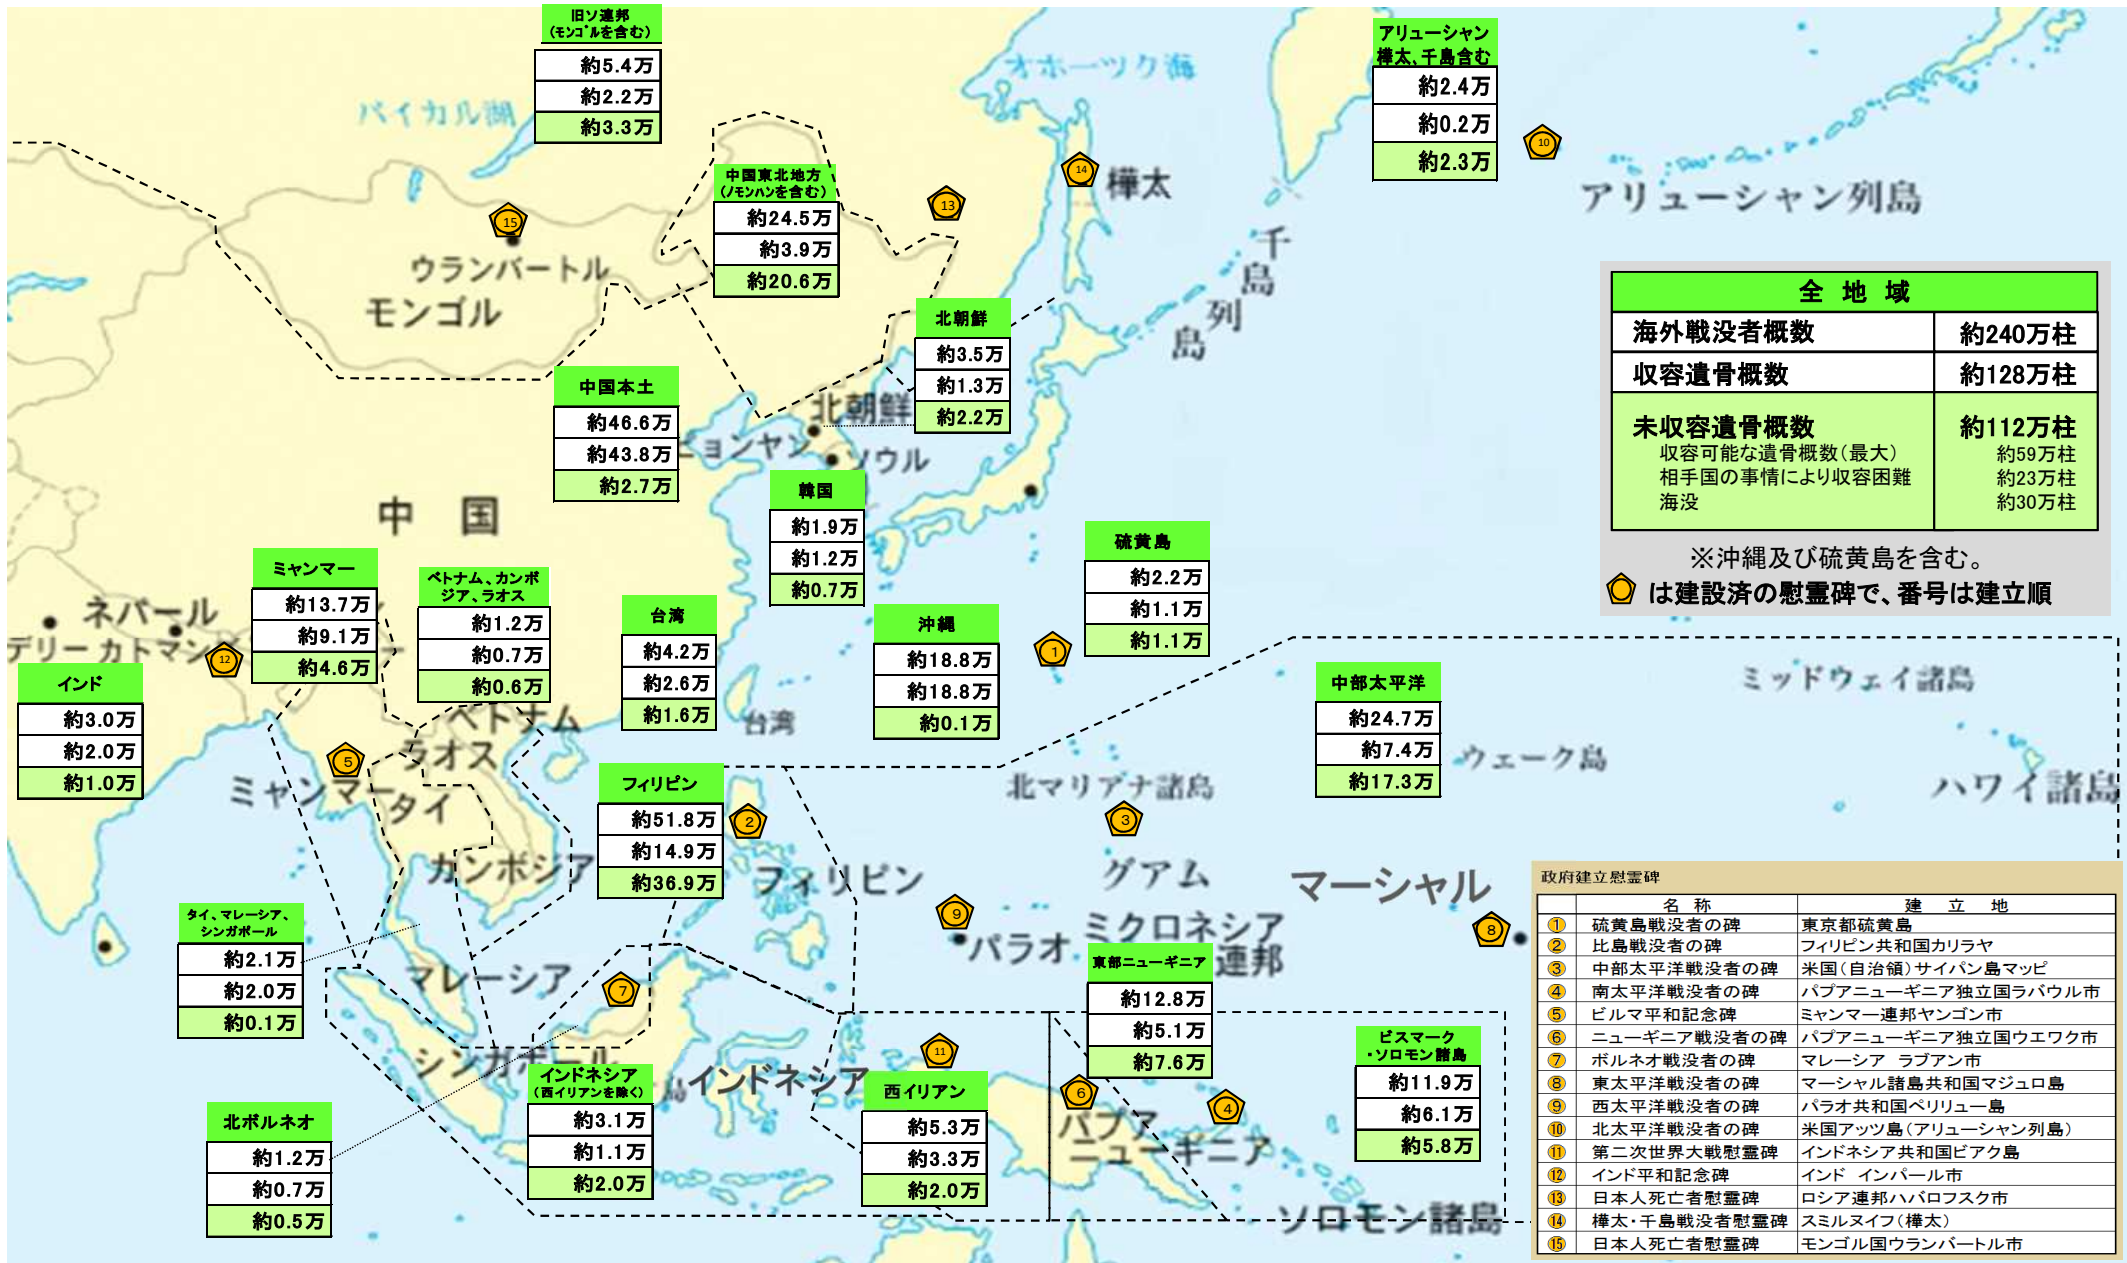 旧ソ連邦
(モンゴルを含む)
約5.4万
約2.2万
約3.3万
アリューシャン
樺太、千島含む
約2.4万
約0.2万
約2.3万
オホーツク海
バイカル湖
10
14
樺太
アリューシャン列島
中国東北地方
(ノモンハンを含む)
約24.5万
約3.9万
約20.6万
13
15
ウランバートル
モンゴル
千島列島
全 地 域
海外戦没者概数 約240万柱
収容遺骨概数 約128万柱
未収容遺骨概数 約112万柱
収容可能な遺骨概数(最大) 約59万柱
相手国の事情により収容困難 約23万柱
海没 約30万柱
※沖縄及び硫黄島を含む。
は建設済の慰霊碑で、番号は建立順
北朝鮮
約3.5万
約1.3万
約2.2万
中国本土
約46.6万
約43.8万
約2.7万
北朝鮮
ピョンヤン
ソウル
中 国
韓国
約1.9万
約1.2万
約0.7万
硫黄島
約2.2万
約1.1万
約1.1万
1
ミャンマー
約13.7万
約9.1万
約4.6万
ベトナム、カンボ
ジア、ラオス
約1.2万
約0.7万
約0.6万
台湾
約4.2万
約2.6万
約1.6万
沖縄
約18.8万
約18.8万
約0.1万
ネパール
デリー カトマンズ
12
インド
約3.0万
約2.0万
約1.0万
中部太平洋
約24.7万
約7.4万
約17.3万
ミッドウェイ諸島
ウェーク島
ハワイ諸島
台湾
ベトナム
ラオス
5
ミャンマー
タイ
カンボジア
フィリピン
約51.8万
約14.9万
約36.9万
2
フィリピン
北マリアナ諸島
3
グアム
マーシャル
8
9
パラオ
ミクロネシア
連邦
タイ、マレーシア、
シンガポール
約2.1万
約2.0万
約0.1万
マレーシア
7
シンガポール
東部ニューギニア
約12.8万
約5.1万
約7.6万
ビスマーク
・ソロモン諸島
約11.9万
約6.1万
約5.8万
インドネシア
(西イリアンを除く)
約3.1万
約1.1万
約2.0万
島
インドネシア
11
西イリアン
約5.3万
約3.3万
約2.0万
6
4
パプア
ニューギニア
ソロモン諸島
北ボルネオ
約1.2万
約0.7万
約0.5万
政府建立慰霊碑
名 称 建 立 地
① 硫黄島戦没者の碑 東京都硫黄島
② 比島戦没者の碑 フィリピン共和国カリラヤ
③ 中部太平洋戦没者の碑 米国(自治領)サイパン島マッピ
④ 南太平洋戦没者の碑 パプアニューギニア独立国ラバウル市
⑤ ビルマ平和記念碑 ミャンマー連邦ヤンゴン市
⑥ ニューギニア戦没者の碑 パプアニューギニア独立国ウエワク市
⑦ ボルネオ戦没者の碑 マレーシア ラブアン市
⑧ 東太平洋戦没者の碑 マーシャル諸島共和国マジュロ島
⑨ 西太平洋戦没者の碑 パラオ共和国ペリリュー島
⑩ 北太平洋戦没者の碑 米国アッツ島(アリューシャン列島)
⑪ 第二次世界大戦慰霊碑 インドネシア共和国ビアク島
⑫ インド平和記念碑 インド インパール市
⑬ 日本人死亡者慰霊碑 ロシア連邦ハバロフスク市
⑭ 樺太・千島戦没者慰霊碑 スミルヌイフ(樺太)
⑮ 日本人死亡者慰霊碑 モンゴル国ウランバートル市